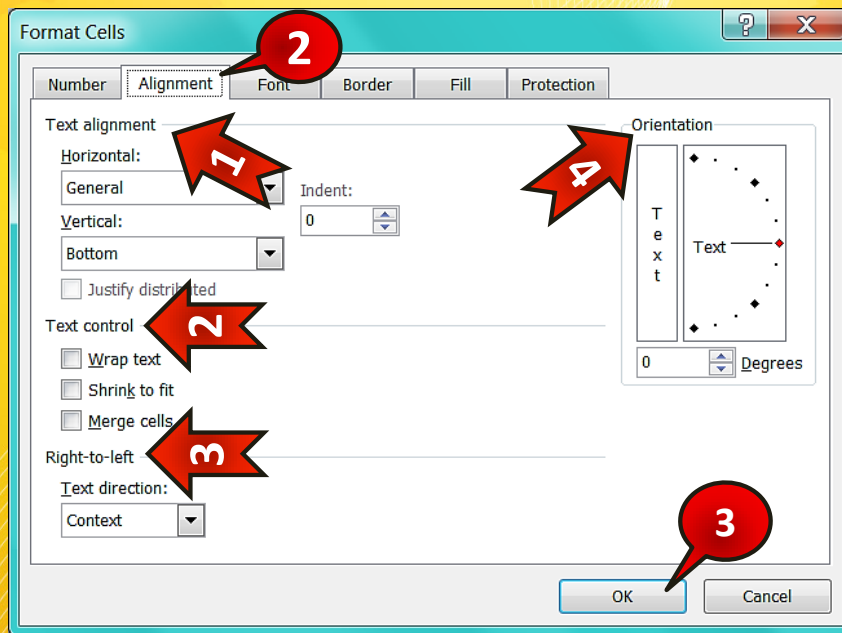 Format Cells
2
Number Alignment Font Border Fill Protection
Text alignment
1
Horizontal:
General
Indent:
0
Vertical:
Bottom
Justify distributed
Text control
2
Wrap text
Shrink to fit
Merge cells
Right-to-left
3
Text direction:
Context
4
Orientation
Text
Text
0 Degrees
3
OK Cancel